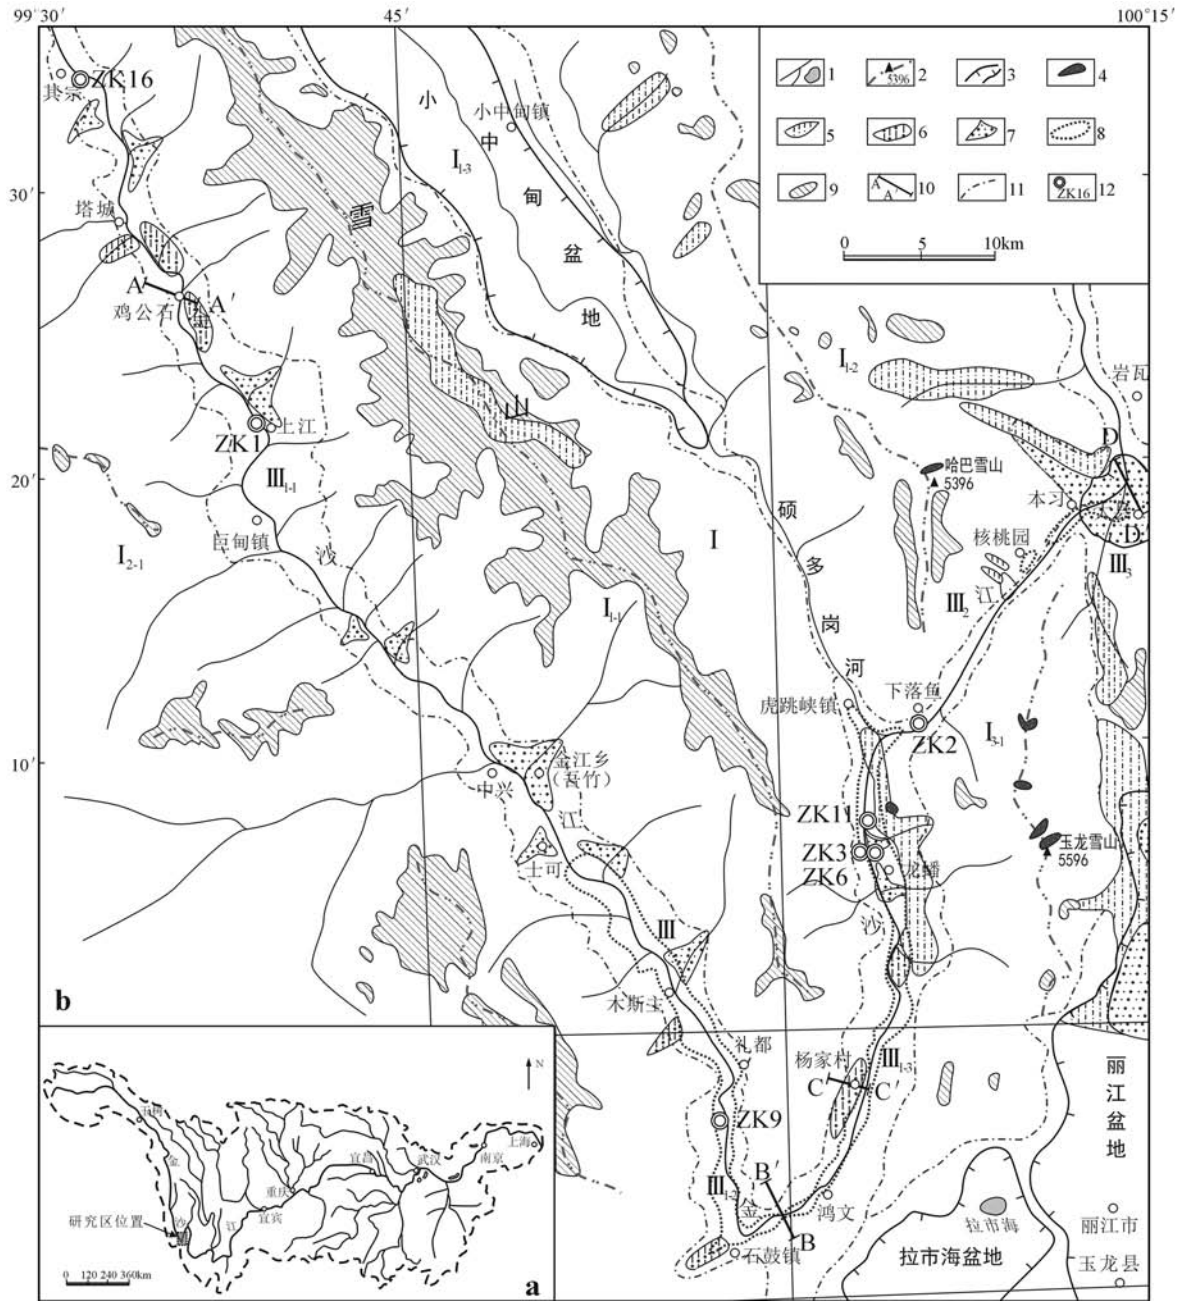 99°30′
45′
100°15′
ZK16
其宗
小中甸镇
小
中
甸
盆
地
I₁₋₃
1
5396
2
3
4
5
6
7
8
9
A
A′
10
11
ZK16
12
0
5
10km
30′
塔城
雪
山
A
A′
鸡公石
I₁₋₂
岩瓦
ZK1
上江
D
D′
哈巴雪山
5396
20′
III₁₋₁
本习
硕
多
岗
河
核桃园
III₃
巨甸镇
沙
I
I₂₋₁
III₂
江
I₁₋₁
下落鱼
虎跳峡镇
ZK2
I₃₋₁
10′
金江乡
(吾竹)
中兴
江
ZK11
玉龙雪山
5596
ZK3
ZK6
龙蟠
士可
沙
III
木斯主
b
礼都
杨家村
III₁₋₃
C
C′
丽
江
盆
地
ZK9
B′
III₁₋₂
金
鸿文
B
石鼓镇
拉市海
拉市海盆地
丽江市
玉龙县
N
玉树
金
沙
江
宜昌
武汉
南京
上海
重庆
宜宾
研究区位置
0 120 240 360km
a